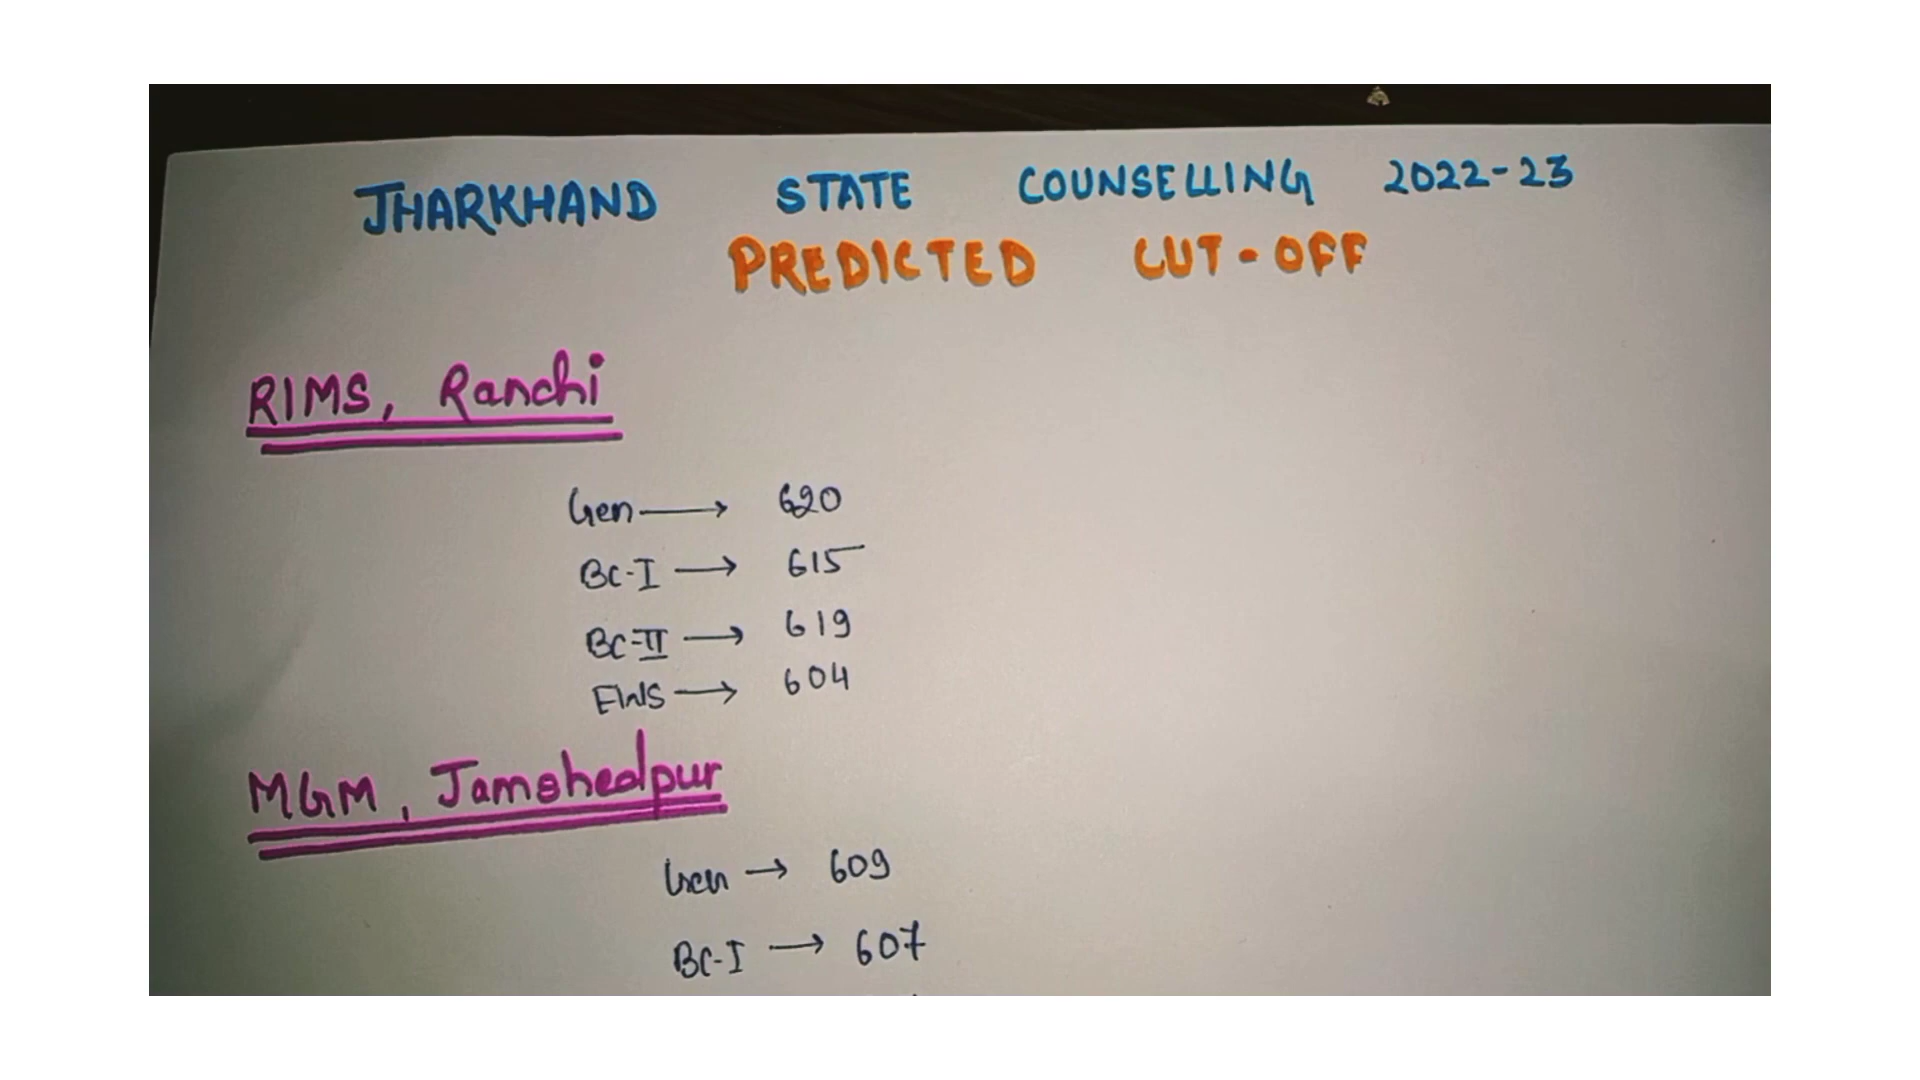 JHARKHAND STATE COUNSELLING 2022-23
PREDICTED CUT-OFF
RIMS, Ranchi
Gen → 620
BC-I → 615
BC-II → 619
EWS → 604
MGM, Jamshedpur
Gen → 609
BC-I → 607